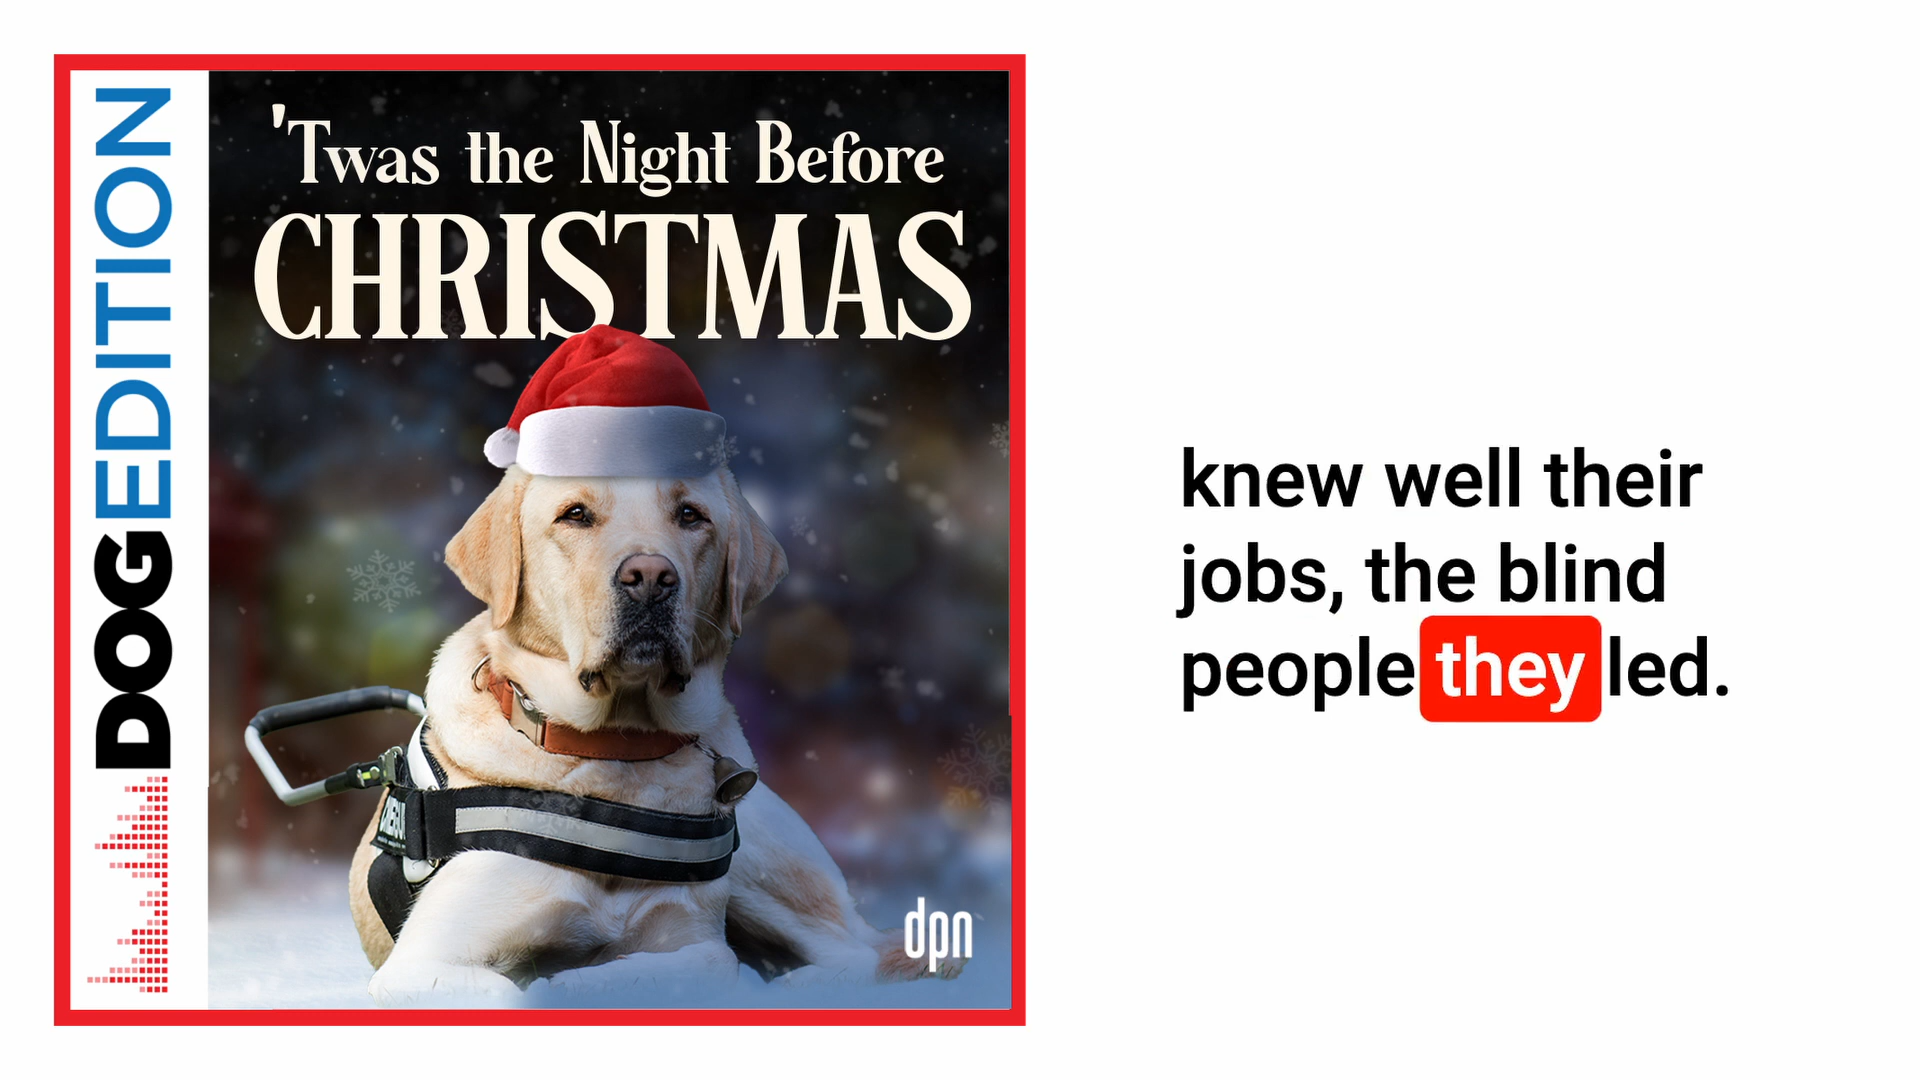 DOGEDITION
'Twas the Night Before
CHRISTMAS
dpn
knew well their
jobs, the blind
people they led.